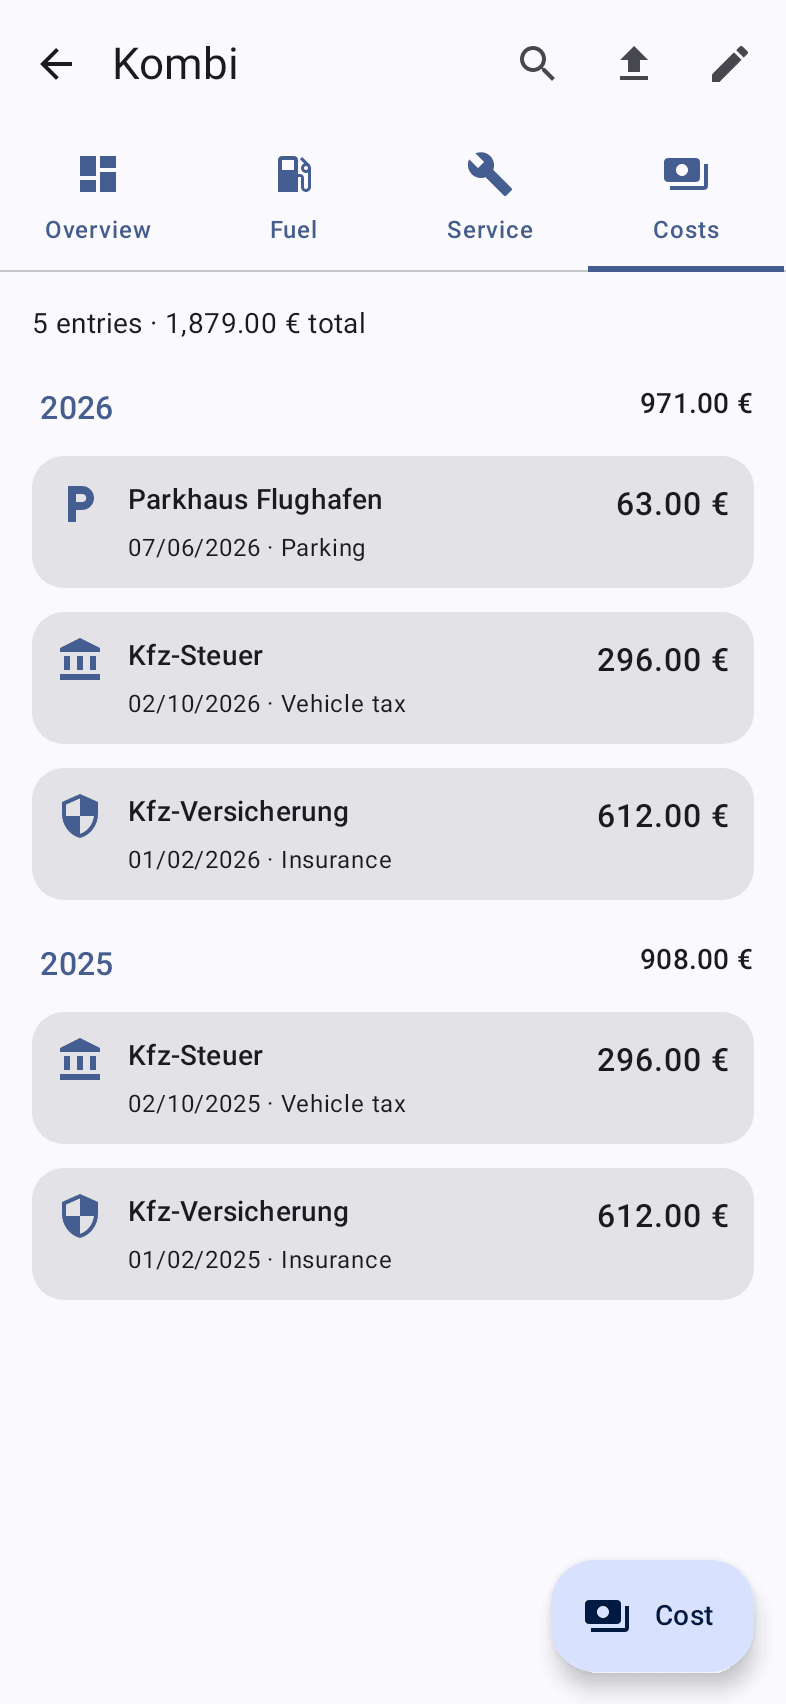 Kombi
Overview
Fuel
Service
Costs
5 entries · 1,879.00 € total
2026
971.00 €
P
Parkhaus Flughafen
63.00 €
07/06/2026 · Parking
Kfz-Steuer
296.00 €
02/10/2026 · Vehicle tax
Kfz-Versicherung
612.00 €
01/02/2026 · Insurance
2025
908.00 €
Kfz-Steuer
296.00 €
02/10/2025 · Vehicle tax
Kfz-Versicherung
612.00 €
01/02/2025 · Insurance
Cost